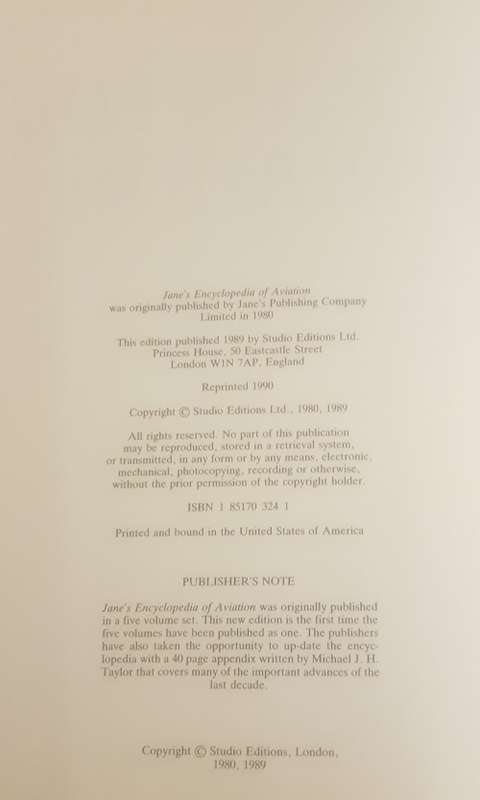 Jane's Encyclopedia of Aviation
was originally published by Jane's Publishing Company
Limited in 1980
This edition published 1989 by Studio Editions Ltd.
Princess House, 50 Eastcastle Street
London W1N 7AP, England
Reprinted 1990
Copyright © Studio Editions Ltd., 1980, 1989
All rights reserved. No part of this publication
may be reproduced, stored in a retrieval system,
or transmitted, in any form or by any means, electronic,
mechanical, photocopying, recording or otherwise,
without the prior permission of the copyright holder.
ISBN 1 85170 324 1
Printed and bound in the United States of America
PUBLISHER'S NOTE
Jane's Encyclopedia of Aviation was originally published
in a five volume set. This new edition is the first time the
five volumes have been published as one. The publishers
have also taken the opportunity to up-date the encyc-
lopedia with a 40 page appendix written by Michael J. H.
Taylor that covers many of the important advances of the
last decade.
Copyright © Studio Editions, London,
1980, 1989